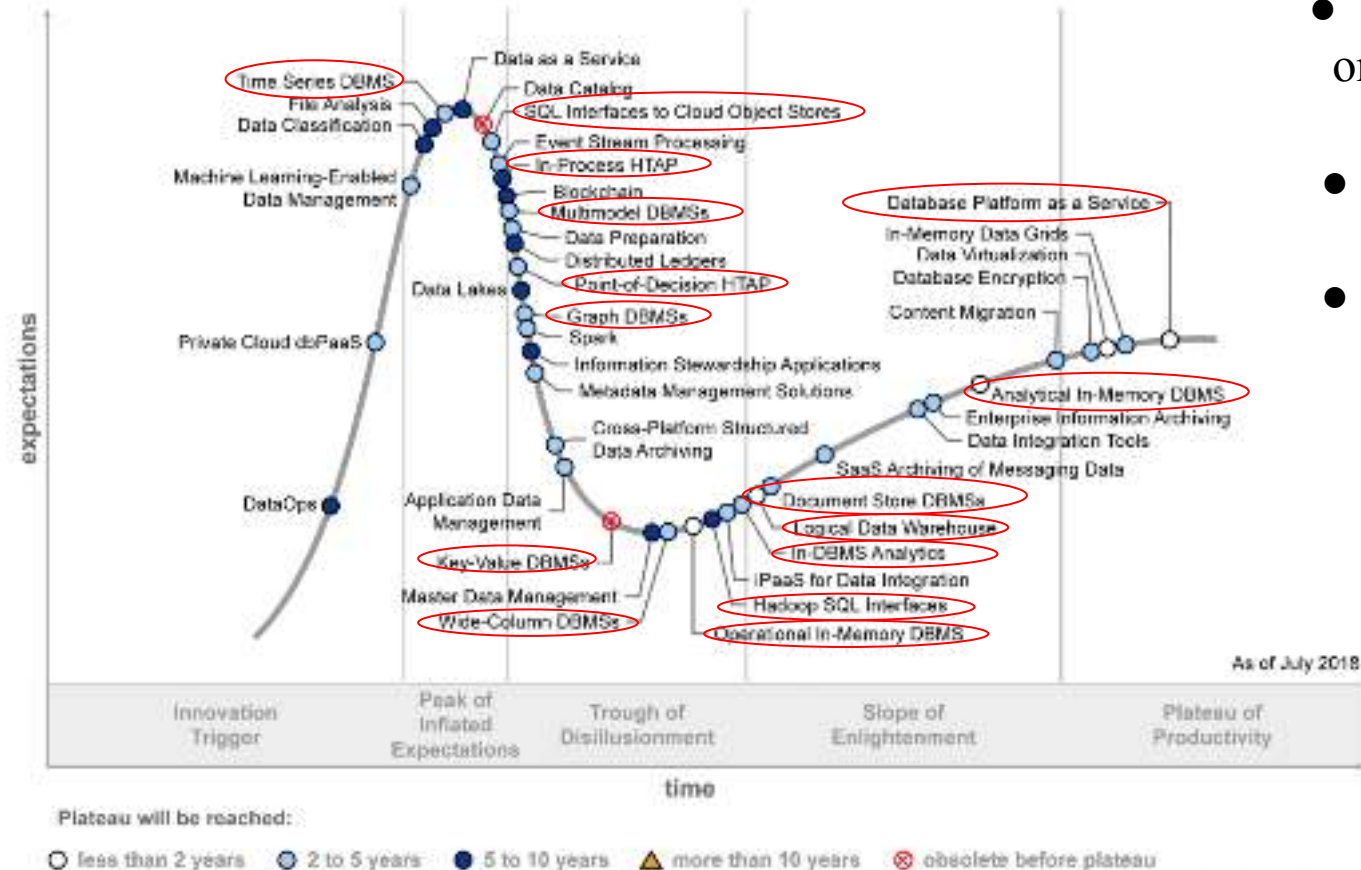 Data as a Service
Time Series DBMS
Data Catalog
File Analysis
SQL Interfaces to Cloud Object Stores
Data Classification
Event Stream Processing
In-Process HTAP
Machine Learning-Enabled
Data Management
Blockchain
Multimodel DBMSs
Data Preparation
Distributed Ledgers
Point-of-Decision HTAP
Data Lakes
Graph DBMSs
Spark
Private Cloud dbPaaS
Information Stewardship Applications
Metadata Management Solutions
Cross-Platform Structured
Data Archiving
DataOps
Application Data
Management
Key-Value DBMSs
Master Data Management
Wide-Column DBMSs
Database Platform as a Service
In-Memory Data Grids
Data Virtualization
Database Encryption
Content Migration
Analytical In-Memory DBMS
Enterprise Information Archiving
Data Integration Tools
SaaS Archiving of Messaging Data
Document Store DBMSs
Logical Data Warehouse
In-DBMS Analytics
iPaaS for Data Integration
Hadoop SQL Interfaces
Operational In-Memory DBMS
expectations
As of July 2018
Innovation
Trigger
Peak of
Inflated
Expectations
Trough of
Disillusionment
Slope of
Enlightenment
Plateau of
Productivity
time
Plateau will be reached:
less than 2 years 2 to 5 years 5 to 10 years more than 10 years obsolete before plateau